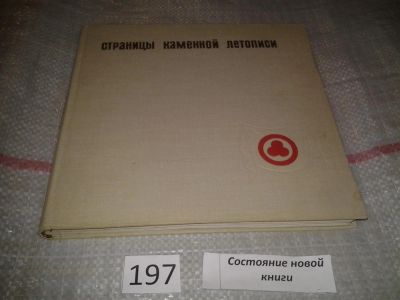 страницы каменной летописи
197
Состояние новой
книги